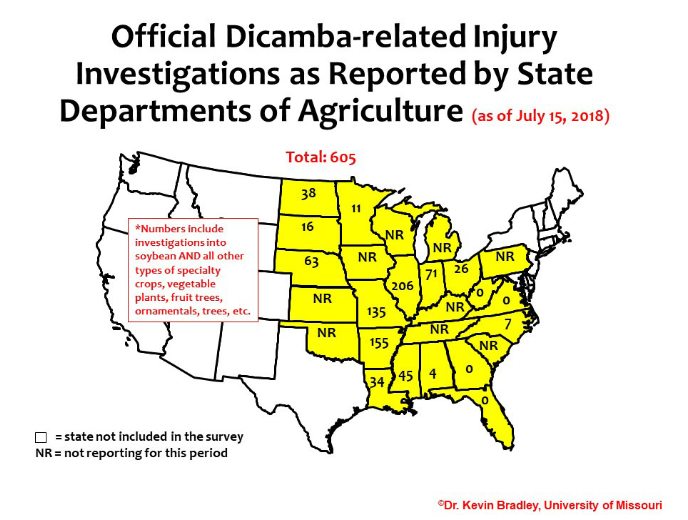 Official Dicamba-related Injury
Investigations as Reported by State
Departments of Agriculture (as of July 15, 2018)
Total: 605
38
11
16
NR
NR
*Numbers include
investigations into
soybean AND all other
types of specialty
crops, vegetable
plants, fruit trees,
ornamentals, trees, etc.
63
NR
206
71
26
NR
0
0
NR
135
NR
7
NR
NR
155
NR
34
45
4
0
0
= state not included in the survey
NR = not reporting for this period
©Dr. Kevin Bradley, University of Missouri